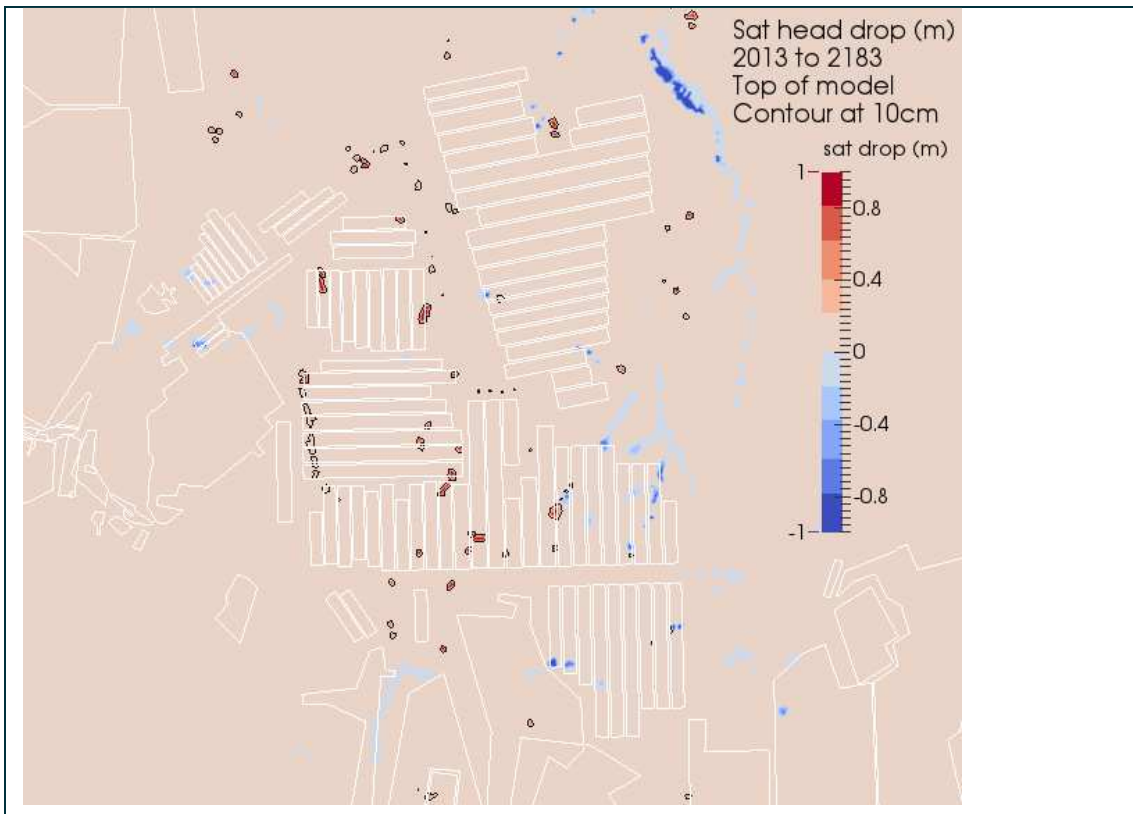 Sat head drop (m)
2013 to 2183
Top of model
Contour at 10cm
sat drop (m)
1
0.8
0.4
0
-0.4
-0.8
-1